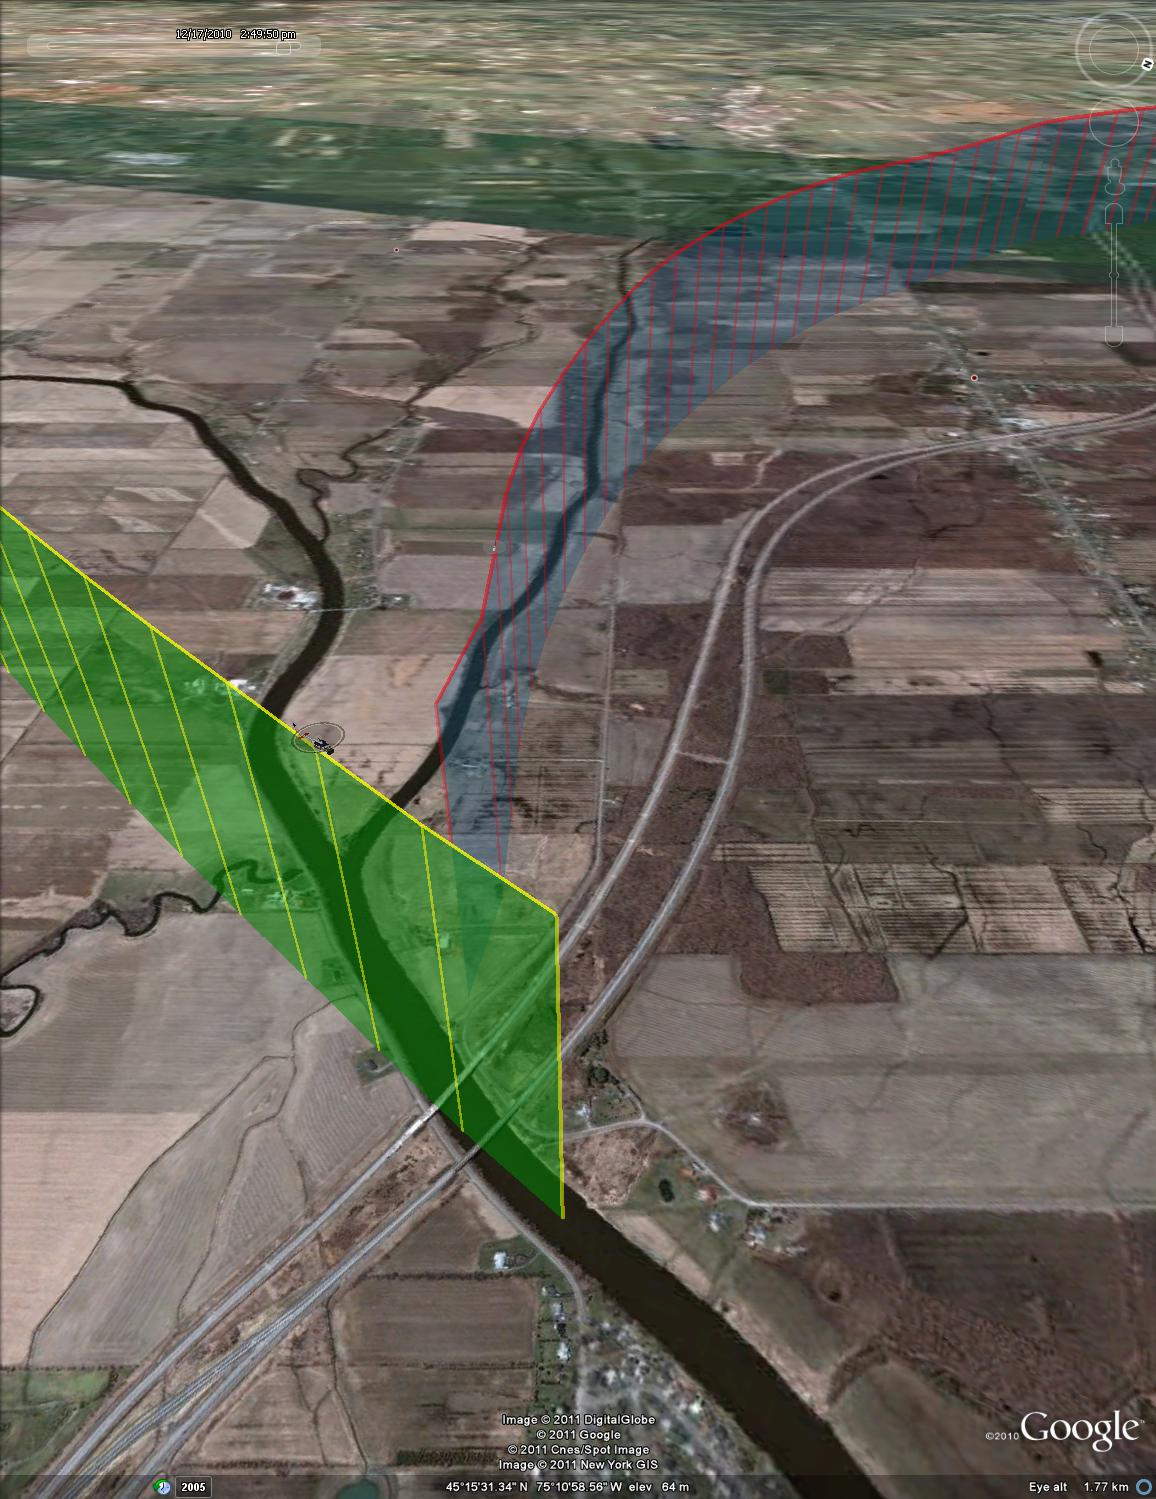 12/17/2010 2:49:50 pm
N
Image © 2011 DigitalGlobe
© 2011 Google
© 2011 Cnes/Spot Image
Image © 2011 New York GIS
©2010 Google™
2005
45°15'31.34" N 75°10'58.56" W elev 64 m
Eye alt 1.77 km